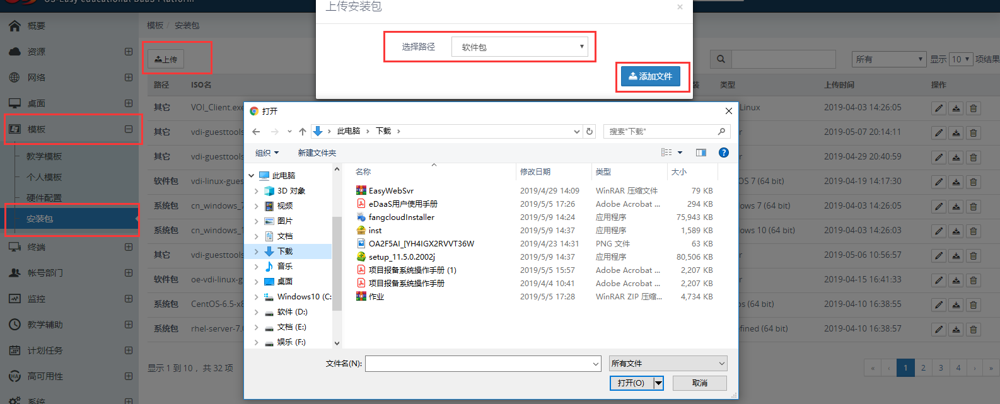 OS-Easy educational DaaS Platform
上传安装包
×
选择路径
软件包
添加文件
概要
资源
网络
桌面
模板
教学模板
个人模板
硬件配置
安装包
终端
帐号部门
监控
教学辅助
计划任务
高可用性
系统
模板 / 安装包
上传
所有
显示 10 项结果
路径 ISO名 装 类型 上传时间 操作
其它 VOI_Client.exe Linux 2019-04-03 14:26:05
其它 vdi-guesttools r 2019-05-07 20:14:11
其它 vdi-guesttools r 2019-04-29 20:40:59
软件包 vdi-linux-gues OS 7 (64 bit) 2019-04-19 14:17:30
系统包 cn_windows_7 ows 7 (64 bit) 2019-04-03 14:26:05
系统包 cn_windows_1 ows 10 (64 bit) 2019-04-03 14:26:03
其它 vdi-guesttools r 2019-05-06 10:56:57
软件包 oe-vdi-linux-g r 2019-04-15 16:41:33
系统包 CentOS-6.5-x8 os (64 bit) 2019-04-10 16:38:55
系统包 rhel-server-7.0 efined (64 bit) 2019-04-10 16:38:57
显示 1 到 10 ，共 32 项
« ‹ 1 2 3 4 › »
打开
此电脑 › 下载 ›
搜索"下载"
组织 新建文件夹
此电脑
3D 对象
视频
图片
文档
下载
音乐
桌面
Windows10 (C:
软件 (D:)
文档 (E:)
娱乐 (F:)
名称 修改日期 类型 大小
EasyWebSvr 2019/4/29 14:09 WinRAR 压缩文件 79 KB
eDaaS用户使用手册 2019/5/5 17:26 Adobe Acrobat ... 294 KB
fangcloudInstaller 2019/5/9 14:24 应用程序 75,943 KB
inst 2019/5/9 14:37 应用程序 1,589 KB
OA2F5AI_[YH4IGX2RVVT36W 2019/4/23 14:31 PNG 文件 63 KB
setup_11.5.0.2002j 2019/5/9 14:37 应用程序 80,506 KB
项目报备系统操作手册 (1) 2019/5/5 15:57 Adobe Acrobat ... 2,207 KB
项目报备系统操作手册 2019/4/4 10:41 Adobe Acrobat ... 2,207 KB
作业 2019/5/5 17:28 WinRAR ZIP 压缩... 4,734 KB
文件名(N):
所有文件
打开(O) 取消